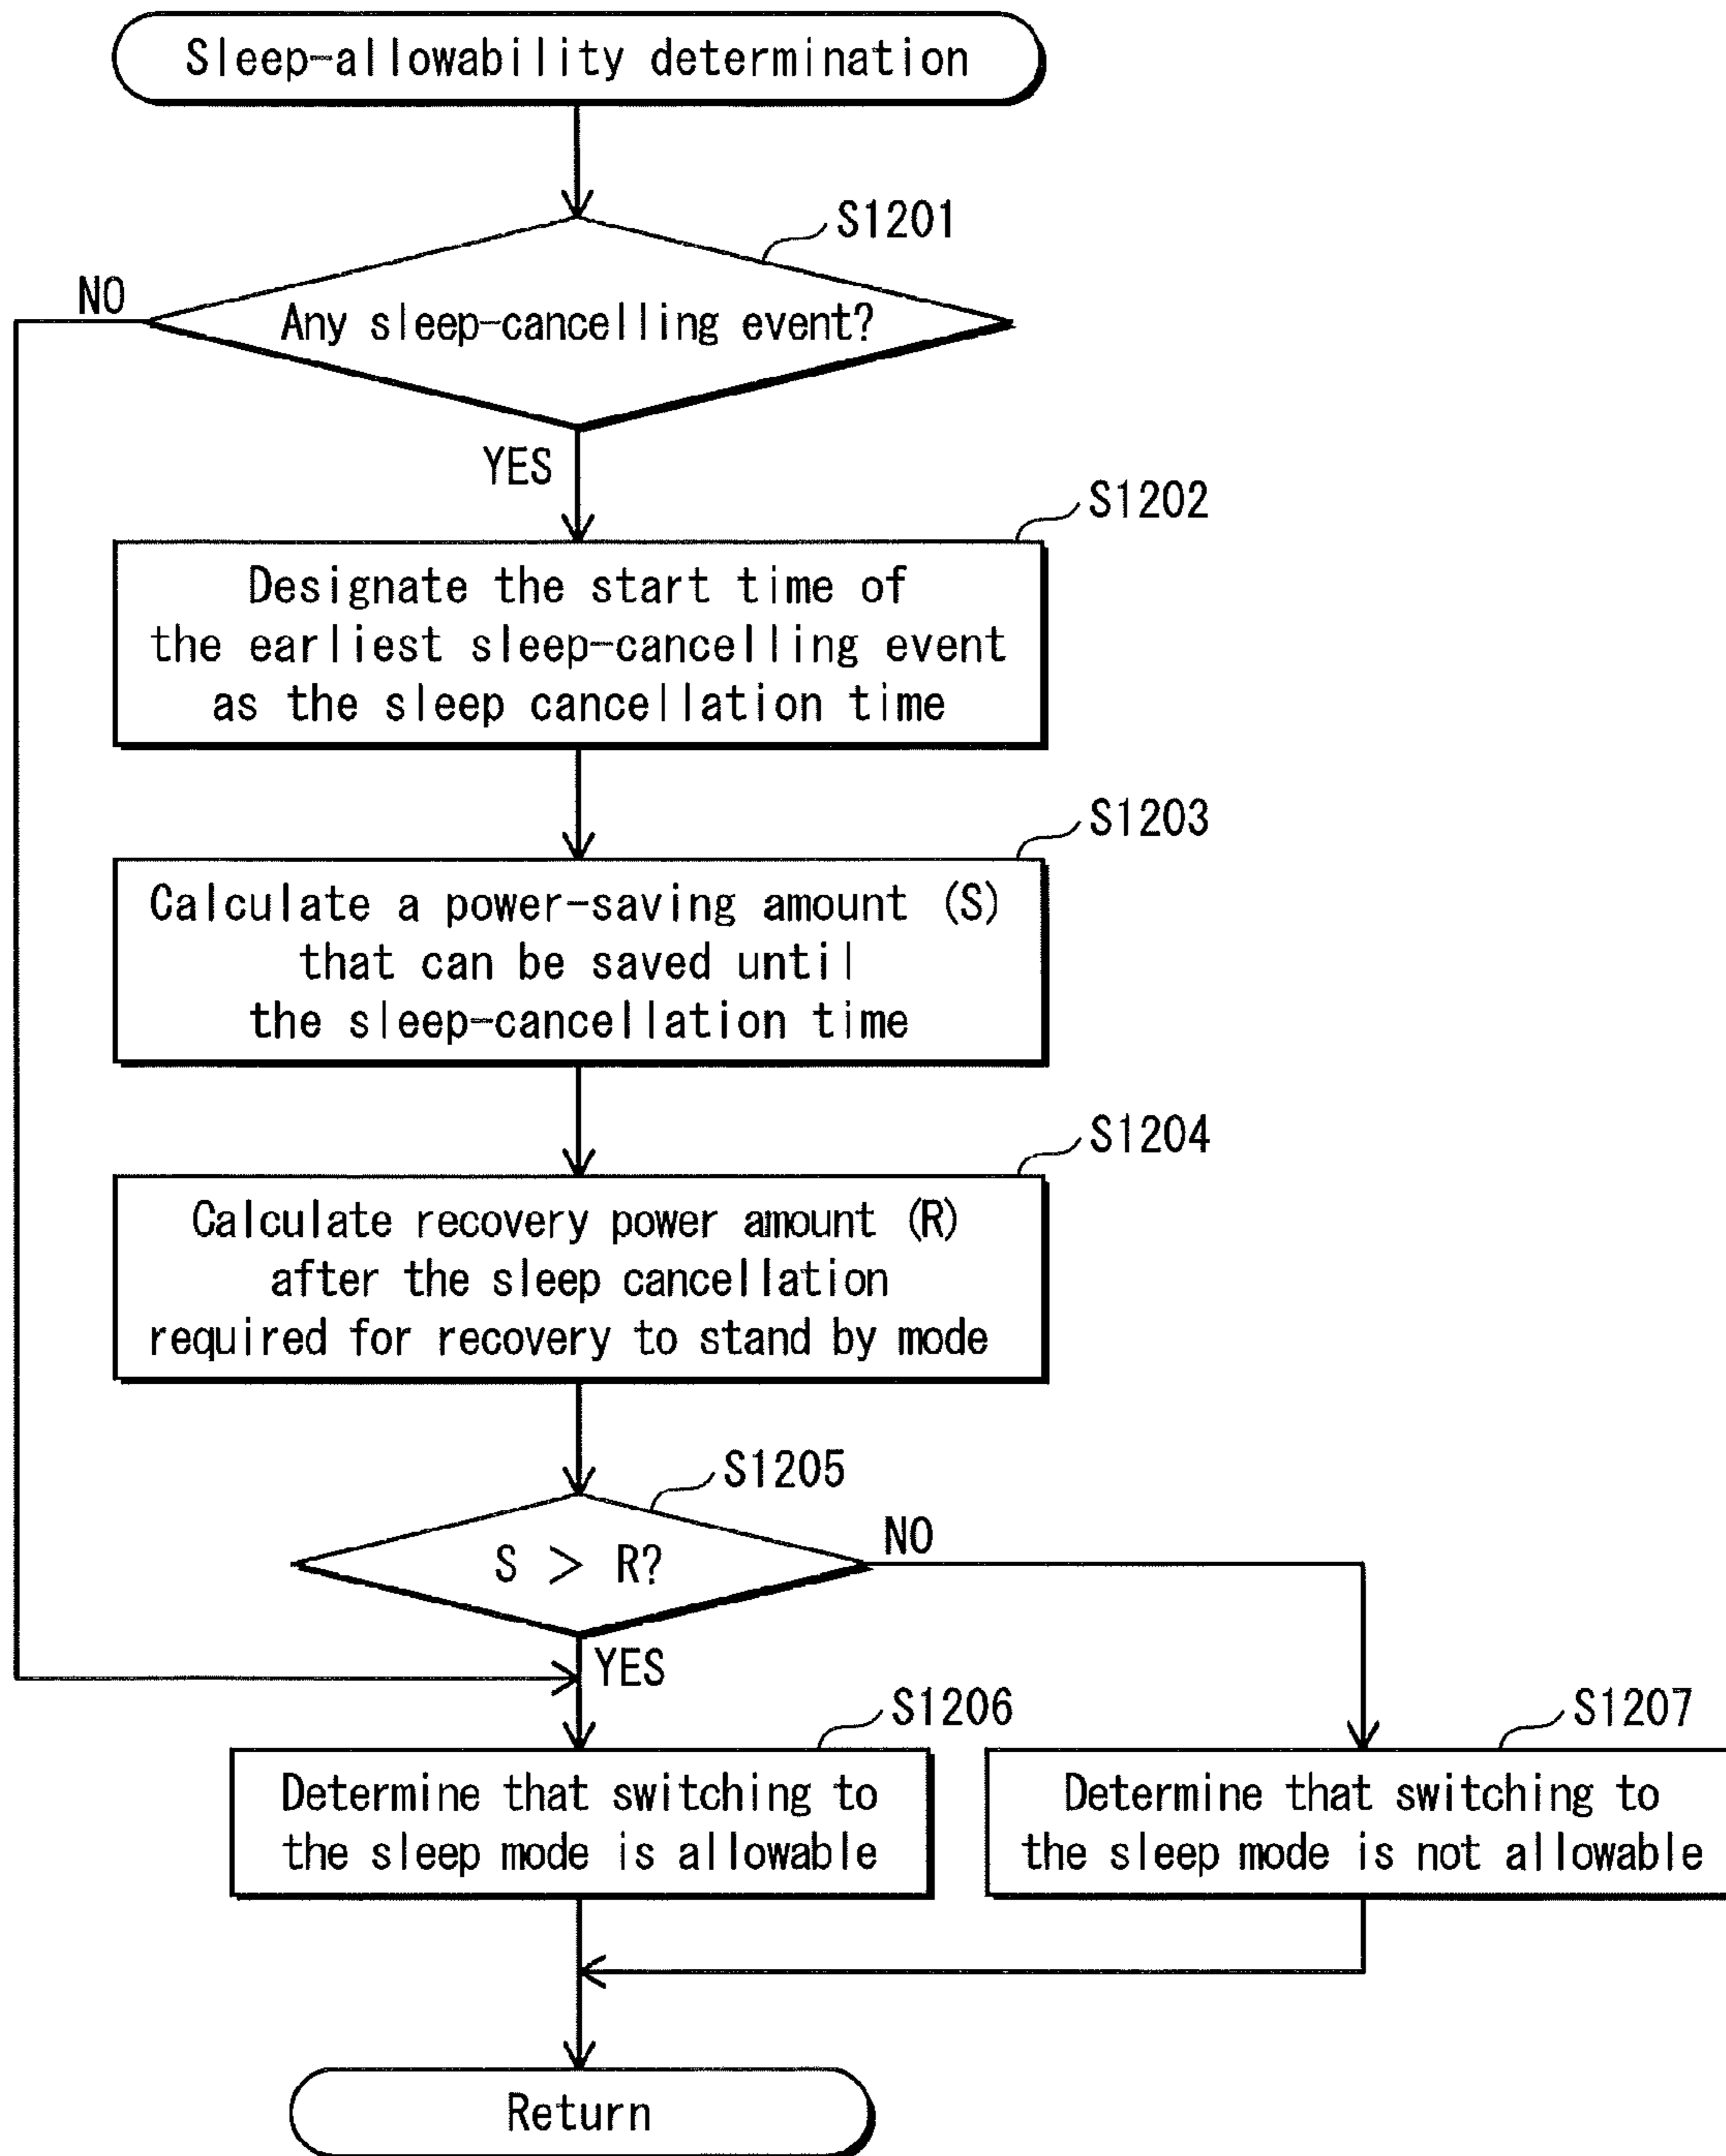 Sleep-allowability determination
S1201
NO
Any sleep-cancelling event?
YES
S1202
Designate the start time of
the earliest sleep-cancelling event
as the sleep cancellation time
S1203
Calculate a power-saving amount (S)
that can be saved until
the sleep-cancellation time
S1204
Calculate recovery power amount (R)
after the sleep cancellation
required for recovery to stand by mode
S1205
NO
S > R?
YES
S1206
S1207
Determine that switching to
the sleep mode is allowable
Determine that switching to
the sleep mode is not allowable
Return